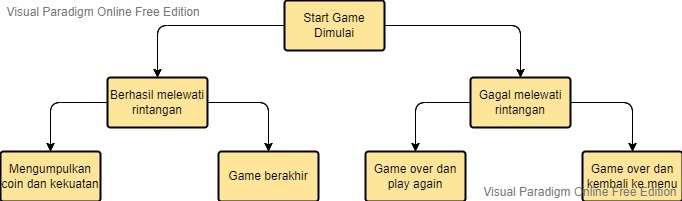 Visual Paradigm Online Free Edition
Start Game
Dimulai
Berhasil melewati
rintangan
Gagal melewati
rintangan
Mengumpulkan
coin dan kekuatan
Game berakhir
Game over dan
play again
Game over dan
kembali ke menu
Visual Paradigm Online Free Edition